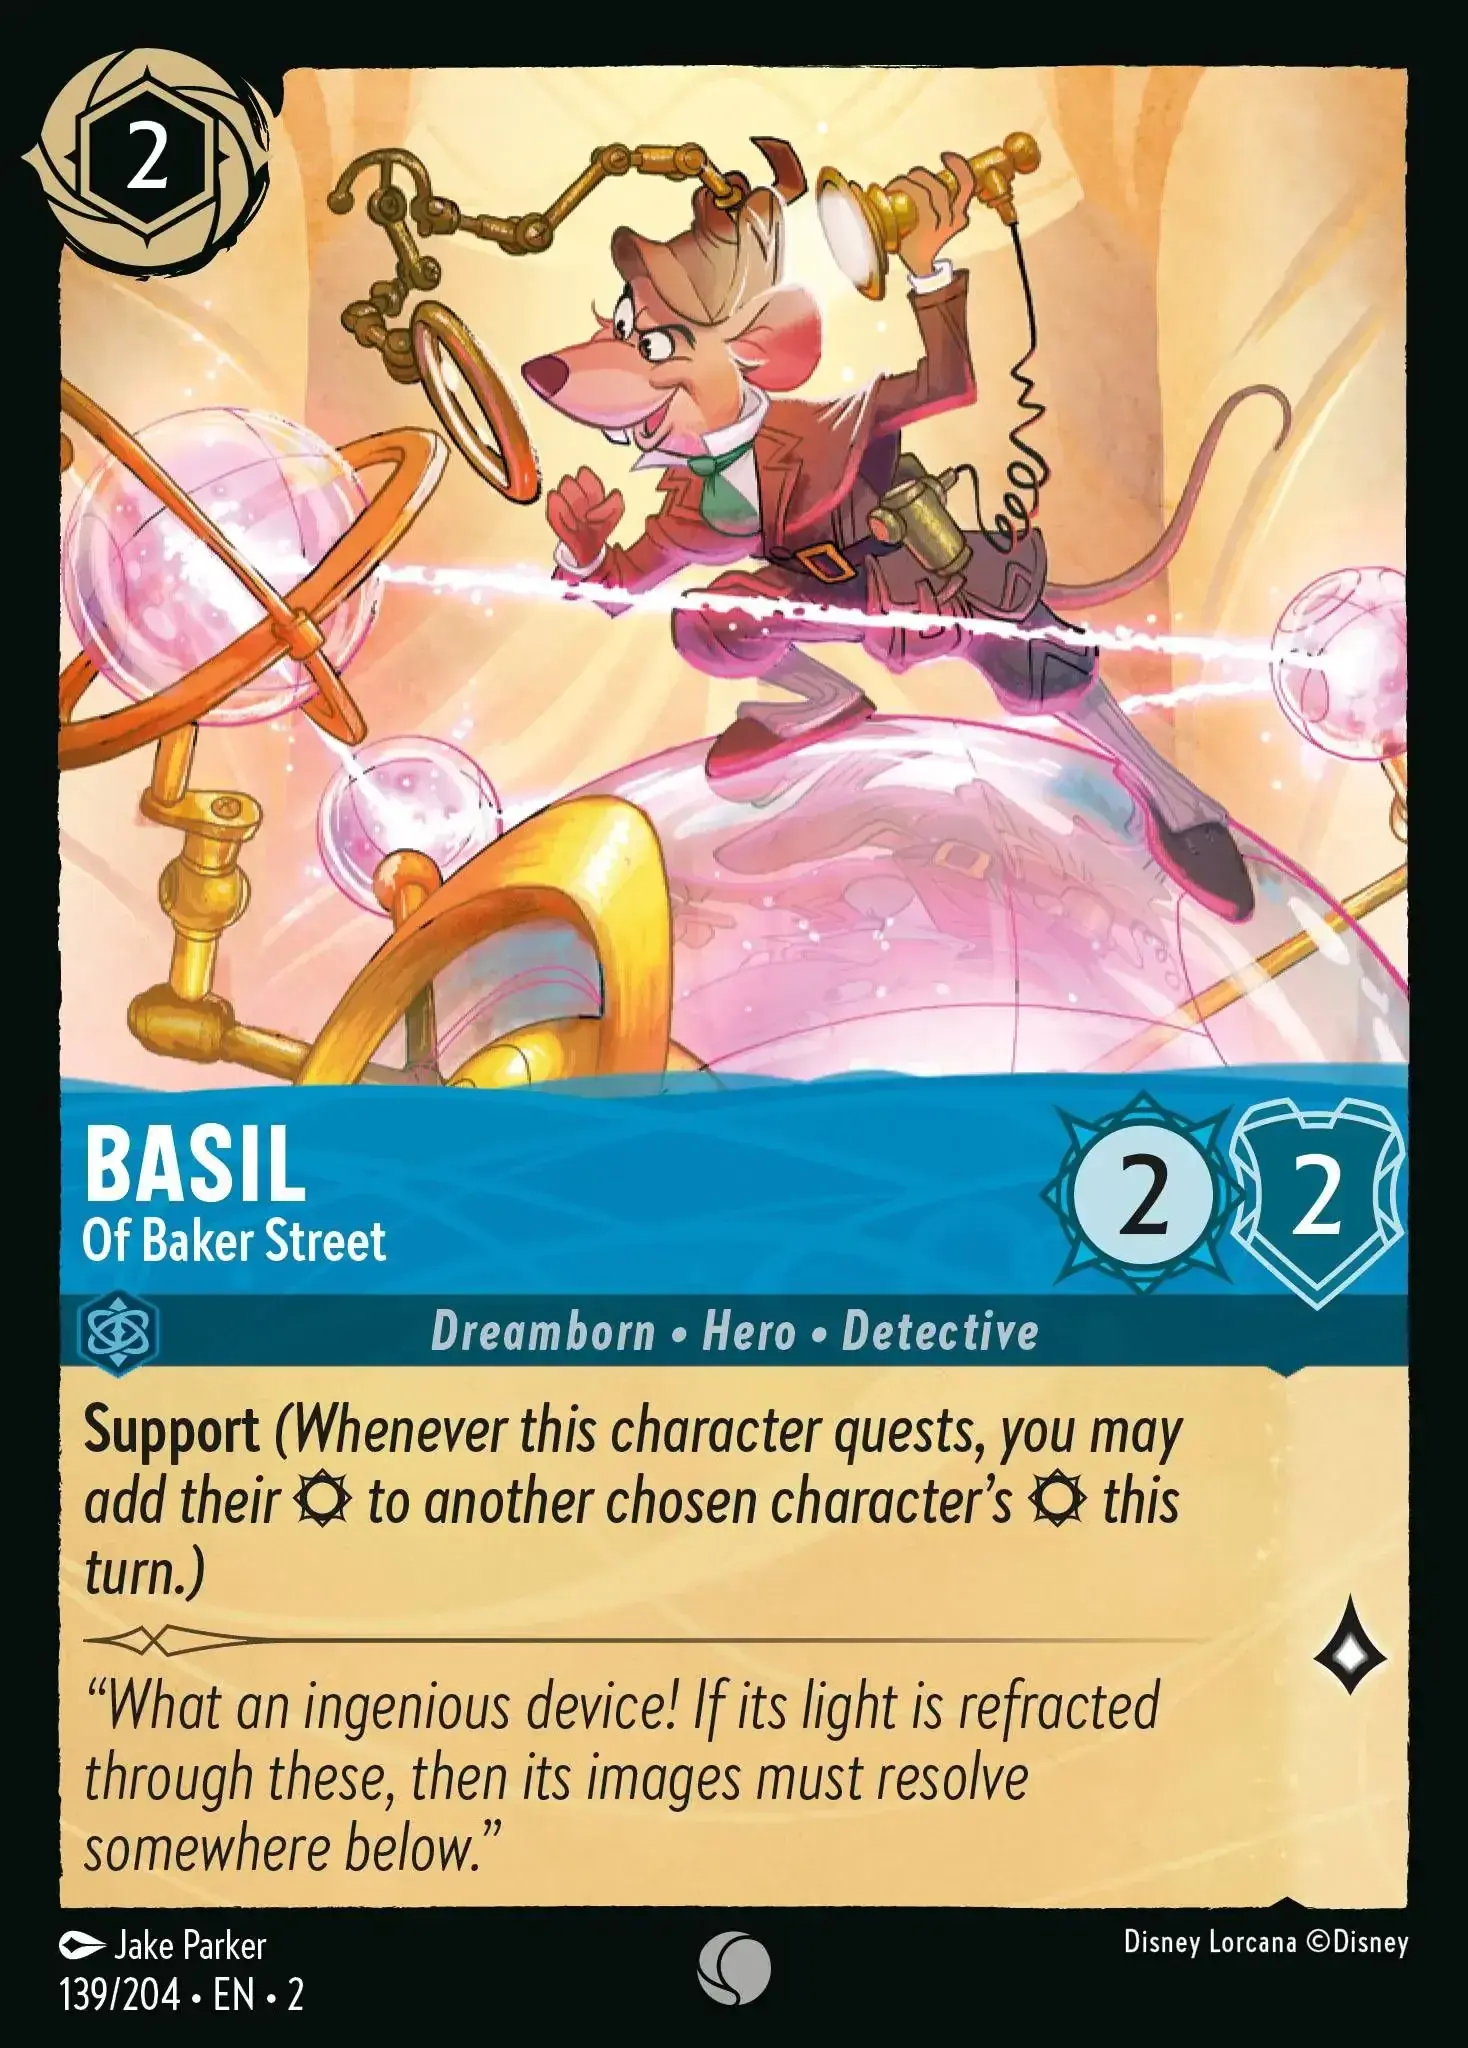 2
BASIL
Of Baker Street
2
2
Dreamborn • Hero • Detective
Support (Whenever this character quests, you may
add their to another chosen character’s this
turn.)
“What an ingenious device! If its light is refracted
through these, then its images must resolve
somewhere below.”
Jake Parker
Disney Lorcana ©Disney
139/204 • EN • 2